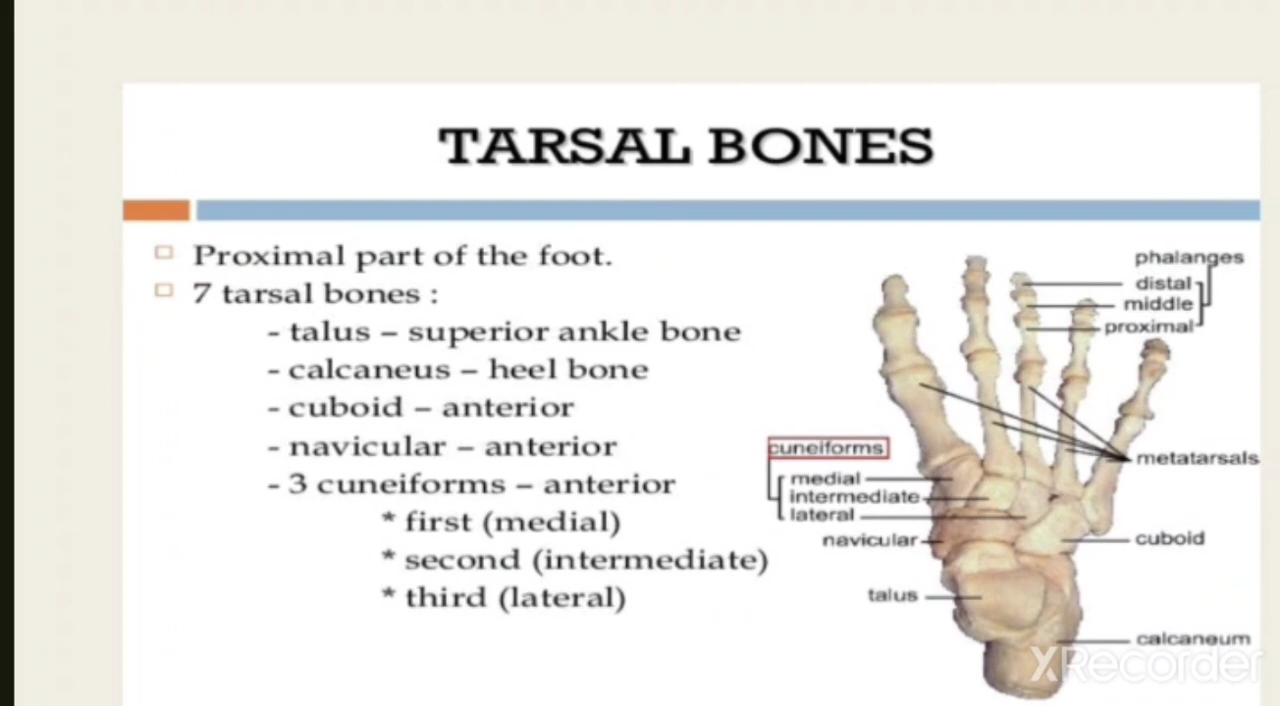 TARSAL BONES
Proximal part of the foot.
7 tarsal bones :
- talus – superior ankle bone
- calcaneus – heel bone
- cuboid – anterior
- navicular – anterior
- 3 cuneiforms – anterior
* first (medial)
* second (intermediate)
* third (lateral)
phalanges
distal
middle
proximal
cuneiforms
medial
intermediate
lateral
navicular
talus
metatarsals
cuboid
calcaneum
XRecorder